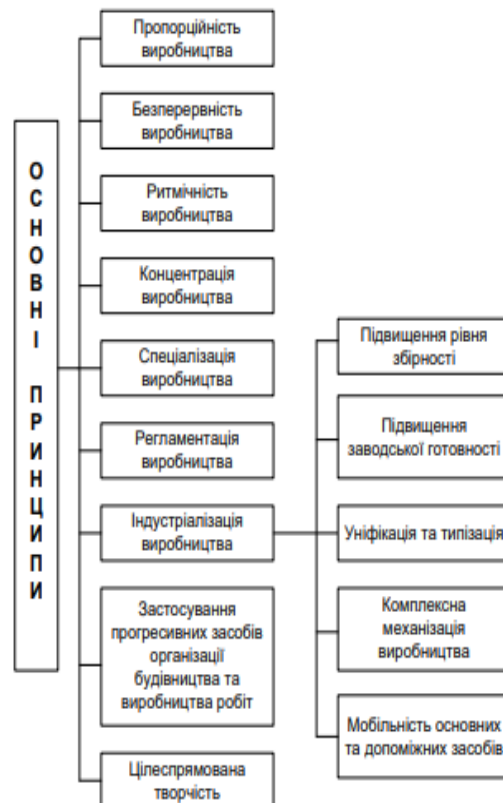 ОСНОВНІ ПРИНЦИПИ
Пропорційність
виробництва
Безперервність
виробництва
Ритмічність
виробництва
Концентрація
виробництва
Спеціалізація
виробництва
Регламентація
виробництва
Індустріалізація
виробництва
Застосування
прогресивних засобів
організації
будівництва та
виробництва робіт
Цілеспрямована
творчість
Підвищення рівня
збірності
Підвищення
заводської готовності
Уніфікація та типізація
Комплексна
механізація
виробництва
Мобільність основних
та допоміжних засобів